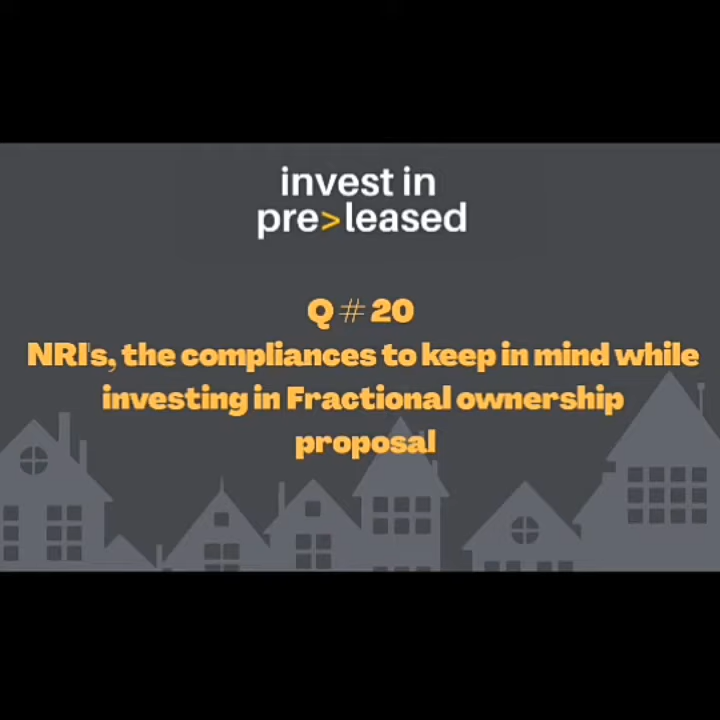 invest in
pre>leased
Q # 20
NRI's, the compliances to keep in mind while
investing in Fractional ownership
proposal